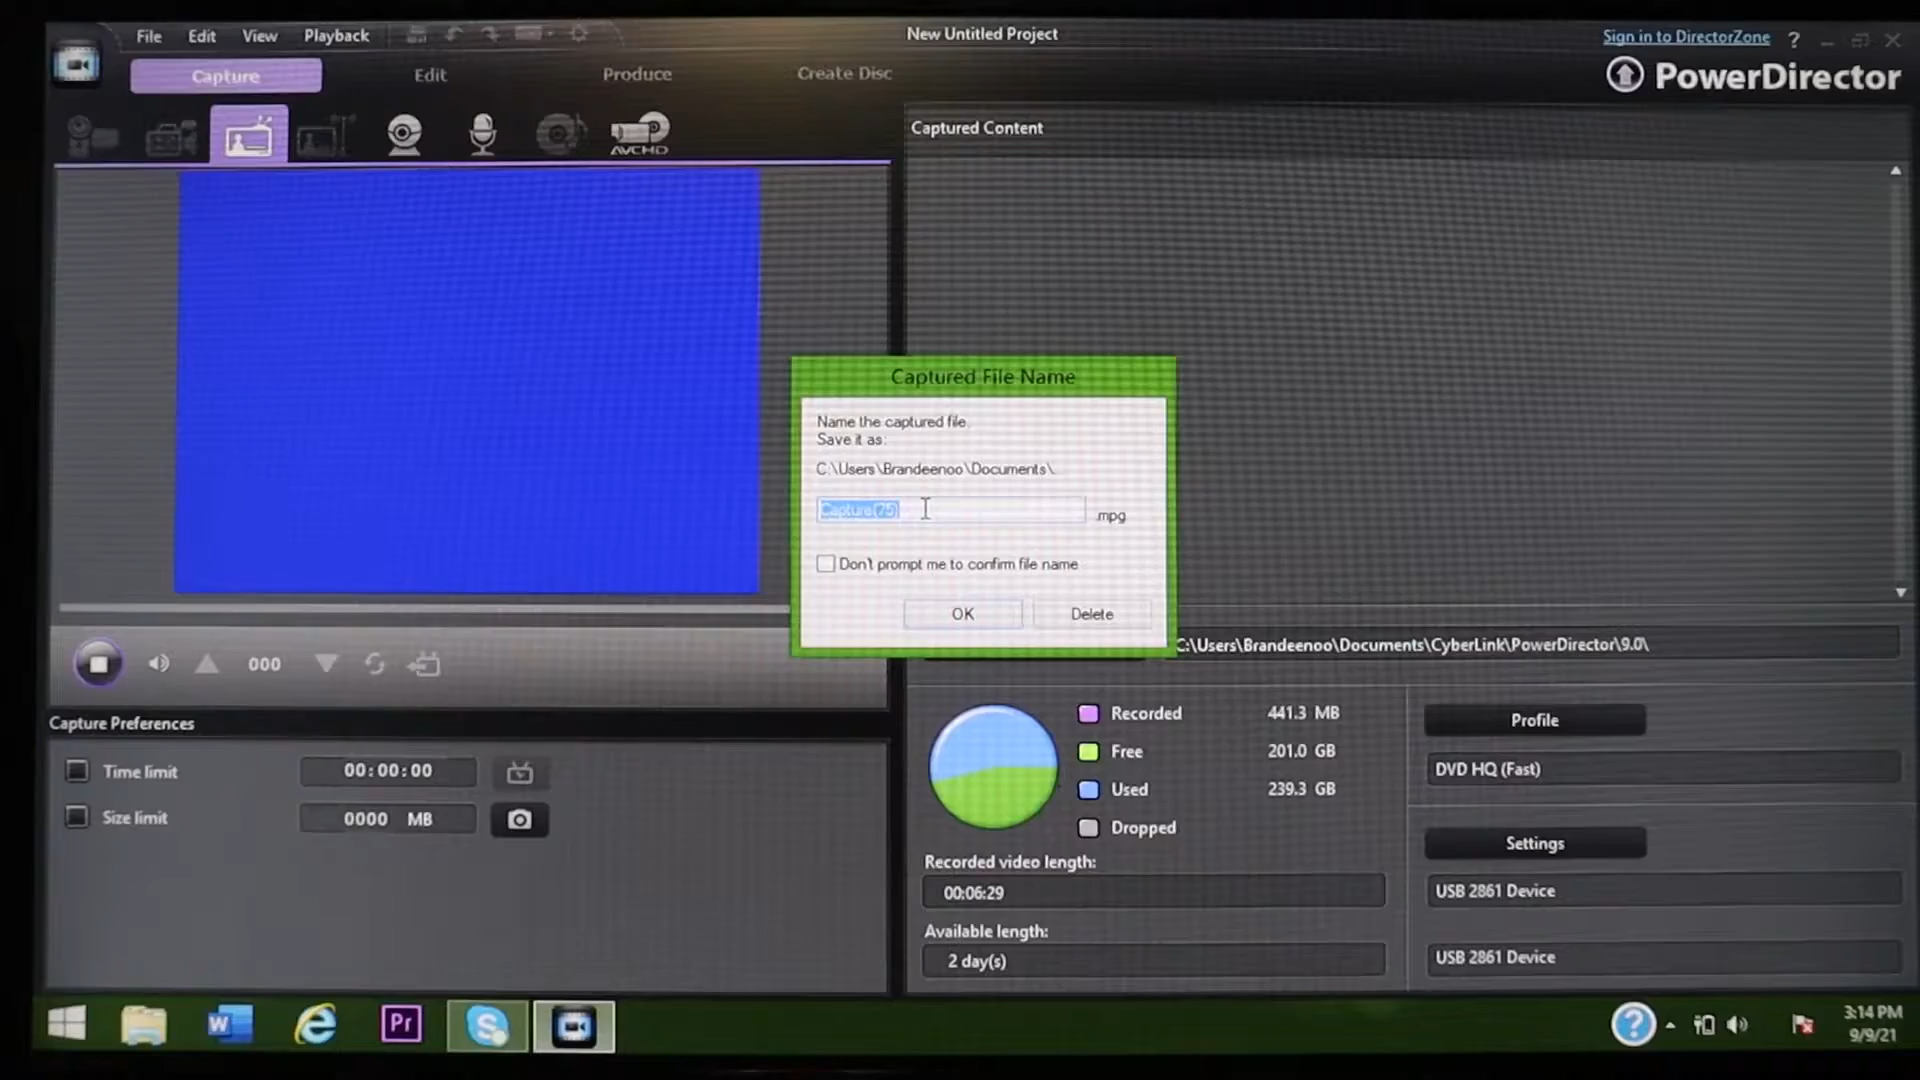 File Edit View Playback
New Untitled Project
Sign in to DirectorZone ?
Capture Edit Produce Create Disc
PowerDirector
AVCHD
Captured Content
Captured File Name
Name the captured file.
Save it as:
C:\Users\Brandeenoo\Documents\
Capture(75) .mpg
Don't prompt me to confirm file name
OK Delete
000
C:\Users\Brandeenoo\Documents\CyberLink\PowerDirector\9.0\
Capture Preferences
Time limit 00:00:00
Size limit 0000 MB
Recorded 441.3 MB
Free 201.0 GB
Used 239.3 GB
Dropped
Recorded video length:
00:06:29
Available length:
2 day(s)
Profile
DVD HQ (Fast)
Settings
USB 2861 Device
USB 2861 Device
W Pr S ?
3:14 PM
9/9/21